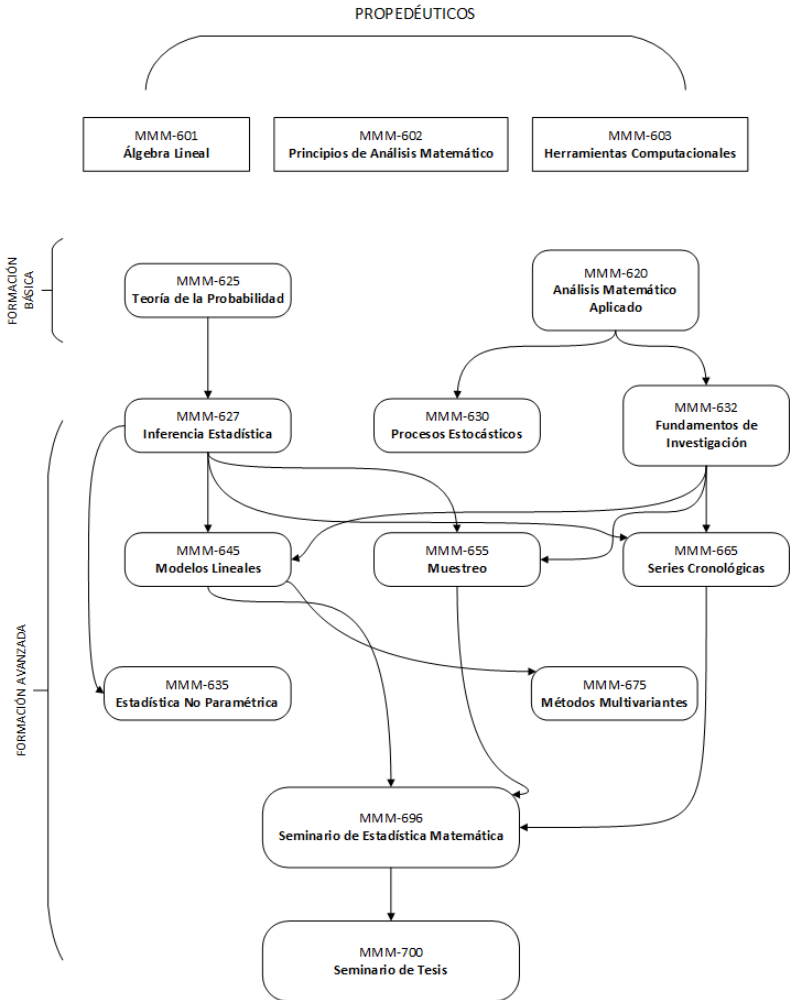 PROPEDÉUTICOS
MMM-601
Álgebra Lineal
MMM-602
Principios de Análisis Matemático
MMM-603
Herramientas Computacionales
FORMACIÓN
BÁSICA
MMM-625
Teoría de la Probabilidad
MMM-620
Análisis Matemático
Aplicado
FORMACIÓN AVANZADA
MMM-627
Inferencia Estadística
MMM-630
Procesos Estocásticos
MMM-632
Fundamentos de
Investigación
MMM-645
Modelos Lineales
MMM-655
Muestreo
MMM-665
Series Cronológicas
MMM-635
Estadística No Paramétrica
MMM-675
Métodos Multivariantes
MMM-696
Seminario de Estadística Matemática
MMM-700
Seminario de Tesis